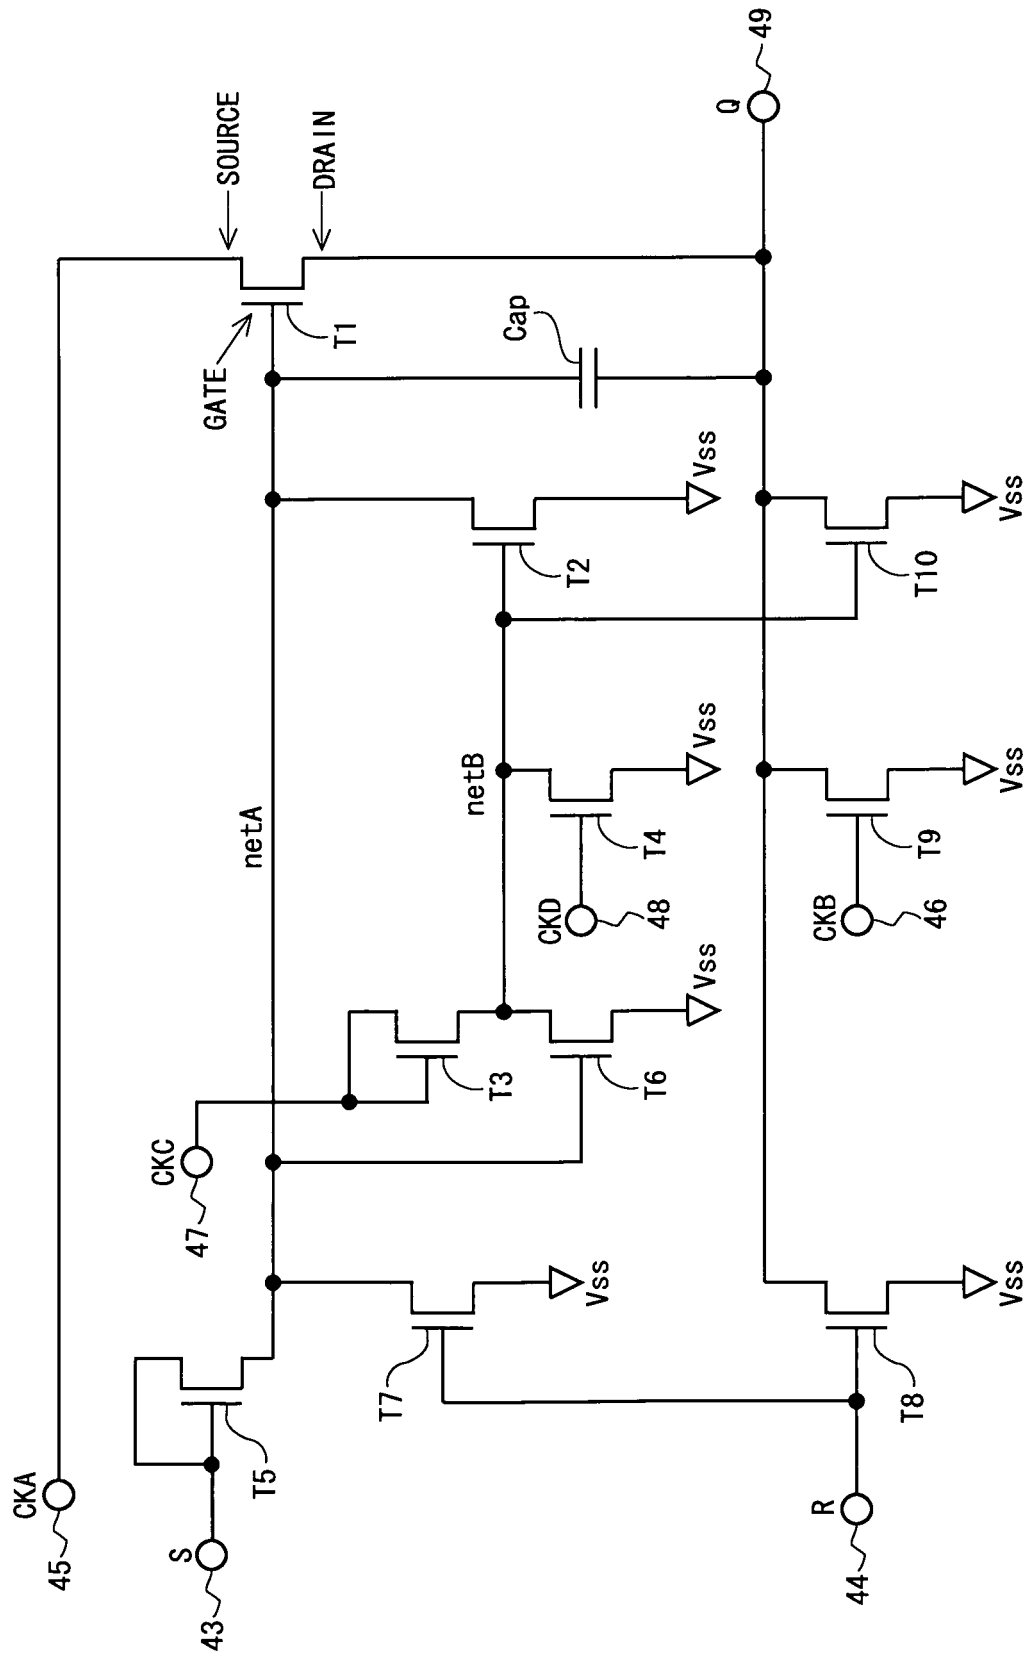 CKA
45
S
43
T5
CKC
47
netA
GATE
SOURCE
DRAIN
T1
T7
Vss
T3
T6
Vss
netB
CKD
48
T4
Vss
T2
Vss
Cap
Q
49
R
44
T8
Vss
CKB
46
T9
Vss
T10
Vss